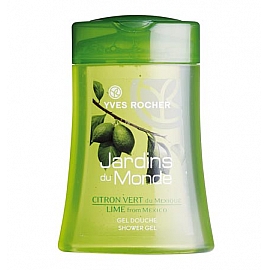 YVES ROCHER
Jardins
du Monde
CITRON VERT du MEXIQUE
LIME from MEXICO
GEL DOUCHE
SHOWER GEL